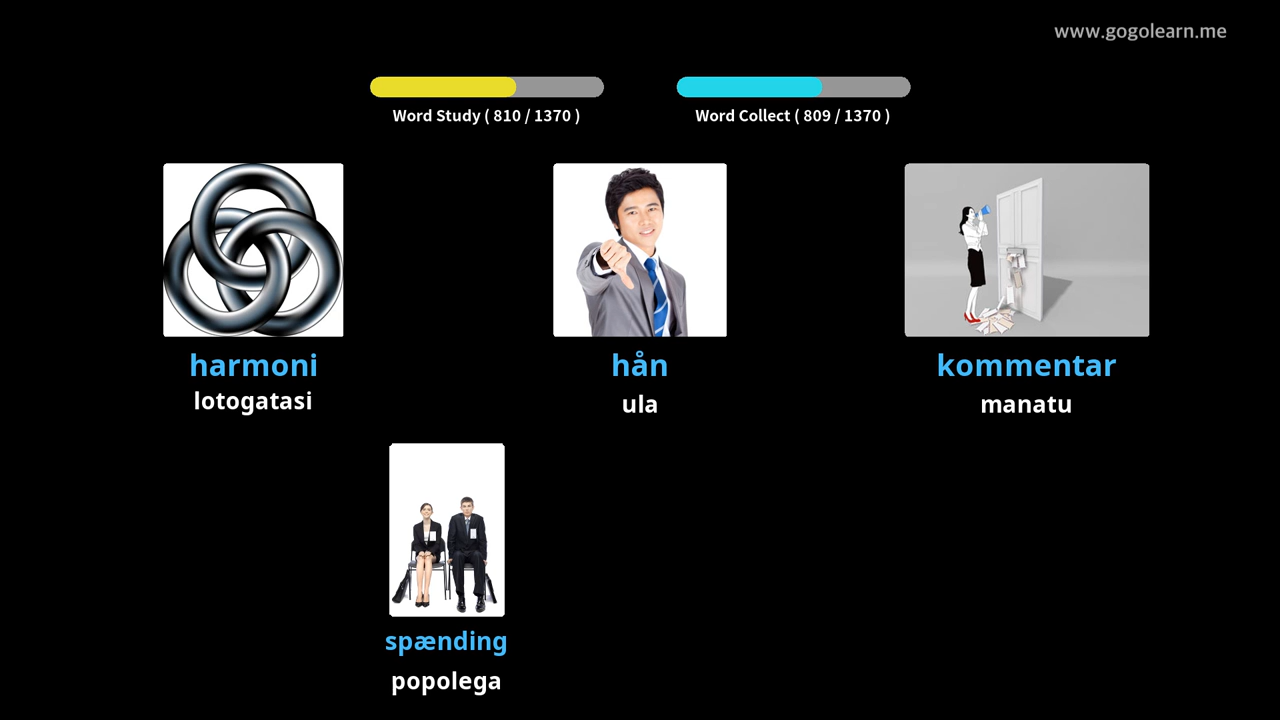 www.gogolearn.me
Word Study ( 810 / 1370 )
Word Collect ( 809 / 1370 )
harmoni
lotogatasi
hån
ula
kommentar
manatu
spænding
popolega